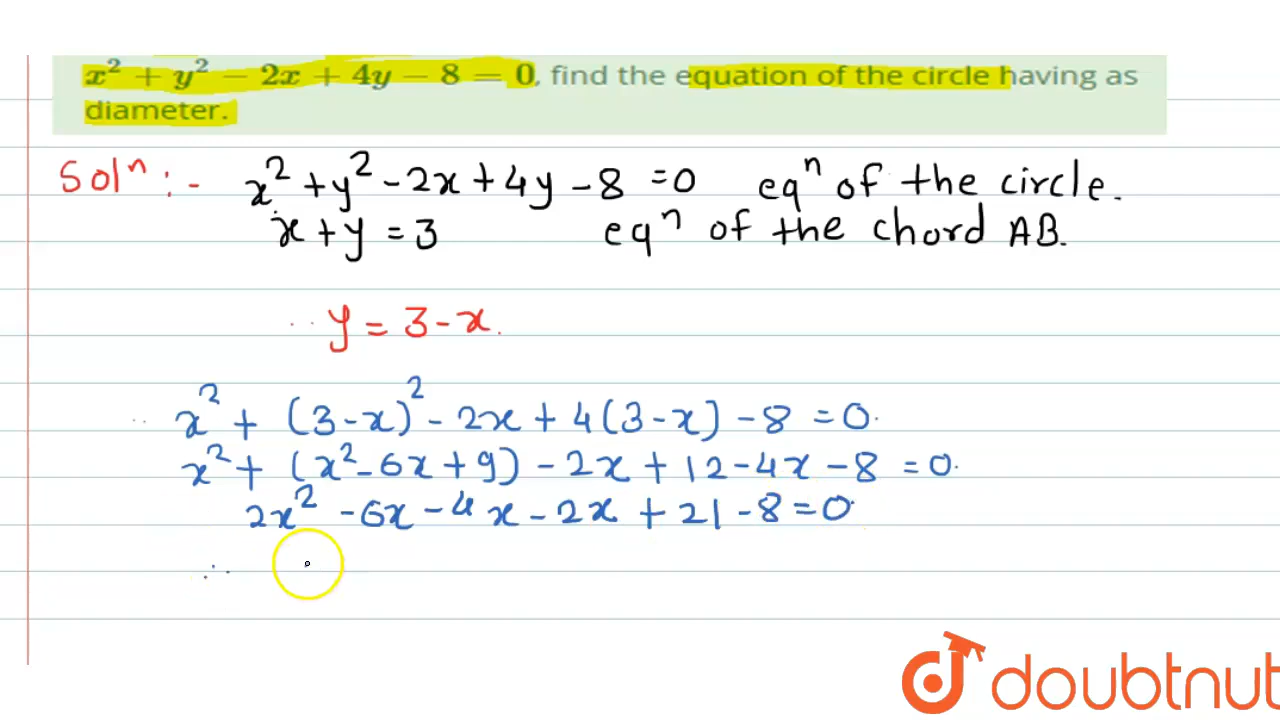 x² + y² − 2x + 4y − 8 = 0, find the equation of the circle having as
diameter.
Solⁿ :- x² + y² - 2x + 4y - 8 = 0 eqⁿ of the circle.
x + y = 3 eqⁿ of the chord AB.
y = 3 - x.
x² + (3 - x)² - 2x + 4(3 - x) - 8 = 0.
x² + (x² - 6x + 9) - 2x + 12 - 4x - 8 = 0.
2x² - 6x - 4x - 2x + 21 - 8 = 0.
∴
doubtnut